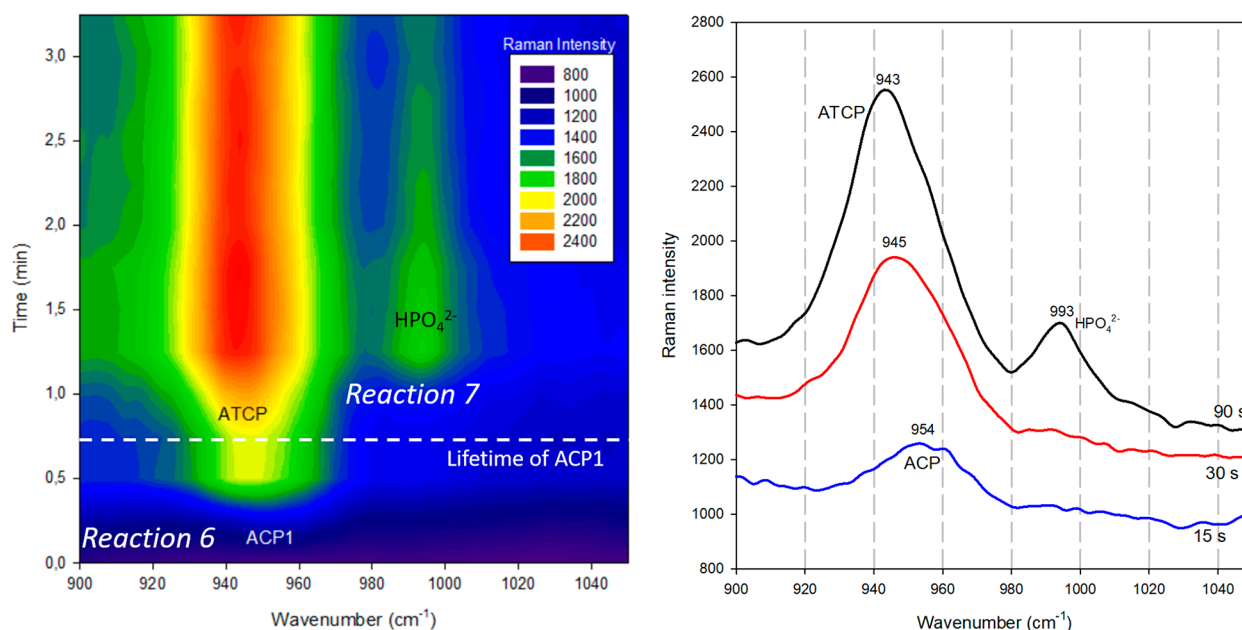 Raman Intensity
800
1000
1200
1400
1600
1800
2000
2200
2400
3,0
2,5
2,0
1,5
1,0
0,5
0,0
Time (min)
HPO₄²⁻
Reaction 7
ATCP
Lifetime of ACP1
Reaction 6
ACP1
900 920 940 960 980 1000 1020 1040
Wavenumber (cm⁻¹)
2800
2600
2400
2200
2000
1800
1600
1400
1200
1000
800
Raman intensity
943
ATCP
945
993
HPO₄²⁻
90 s
954
ACP
30 s
15 s
900 920 940 960 980 1000 1020 1040
Wavenumber (cm⁻¹)